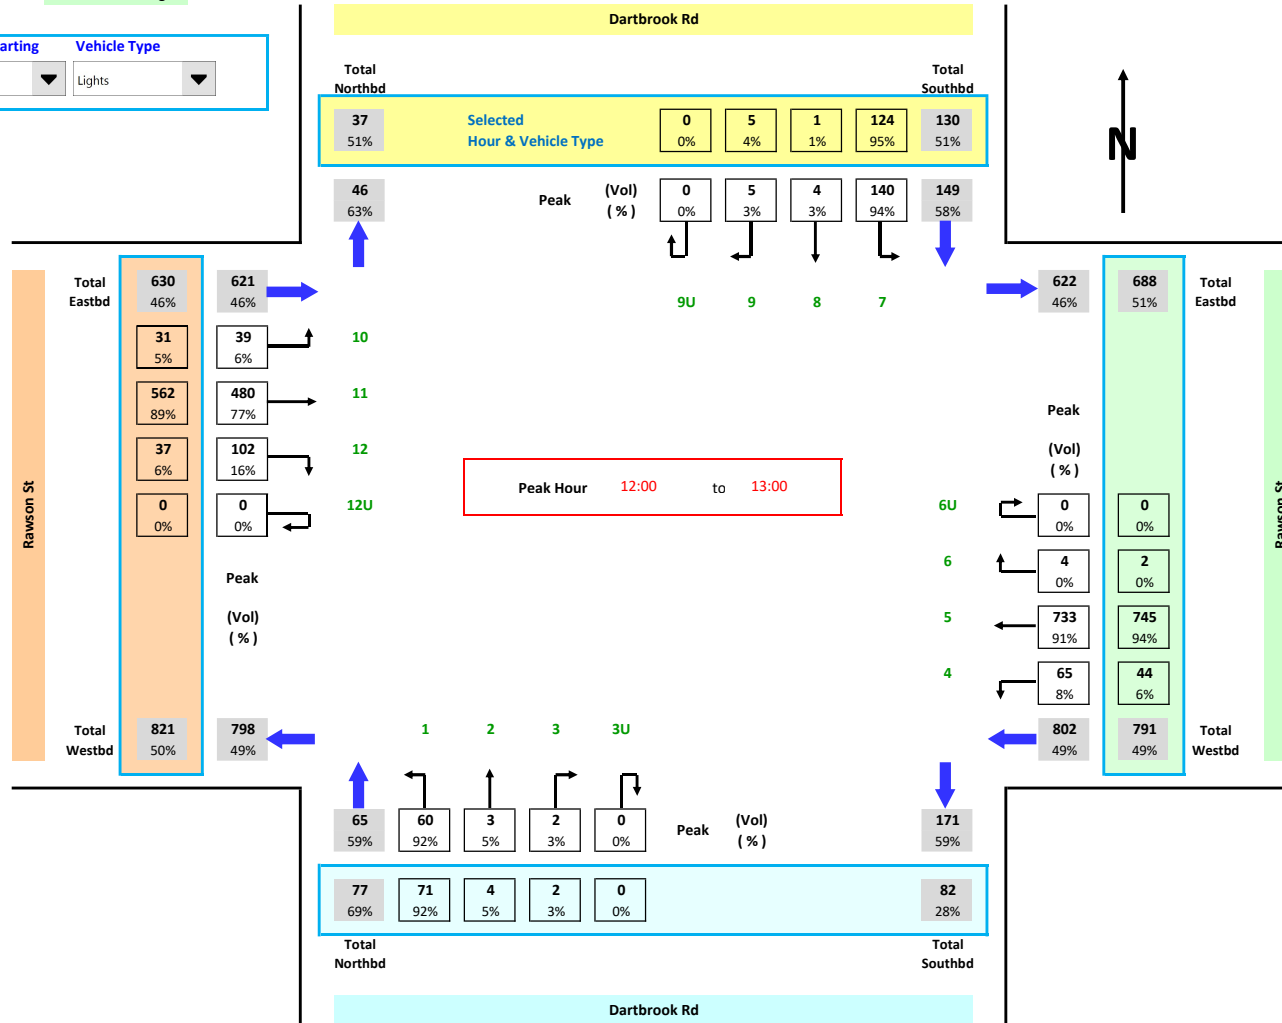 arting Vehicle Type
Lights
Dartbrook Rd
Total
Northbd
Total
Southbd
37
51%
Selected
Hour & Vehicle Type
0
0%
5
4%
1
1%
124
95%
130
51%
N
46
63%
Peak
(Vol)
( % )
0
0%
5
3%
4
3%
140
94%
149
58%
9U 9 8 7
Total
Eastbd
630
46%
621
46%
622
46%
688
51%
Total
Eastbd
31
5%
39
6%
10
562
89%
480
77%
11
37
6%
102
16%
12
0
0%
0
0%
12U
Rawson St
Peak
(Vol)
( % )
Peak Hour 12:00 to 13:00
Peak
(Vol)
( % )
6U
0
0%
0
0%
6
4
0%
2
0%
5
733
91%
745
94%
4
65
8%
44
6%
Rawson St
Total
Westbd
821
50%
798
49%
802
49%
791
49%
Total
Westbd
1 2 3 3U
65
59%
60
92%
3
5%
2
3%
0
0%
Peak
(Vol)
( % )
171
59%
77
69%
71
92%
4
5%
2
3%
0
0%
82
28%
Total
Northbd
Total
Southbd
Dartbrook Rd